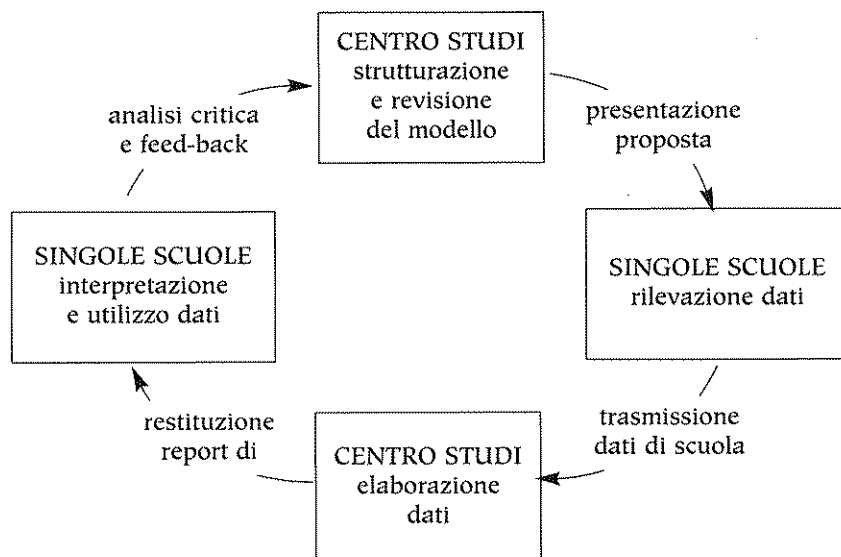 CENTRO STUDI
strutturazione
e revisione
del modello
presentazione
proposta
SINGOLE SCUOLE
rilevazione dati
trasmissione
dati di scuola
CENTRO STUDI
elaborazione
dati
restituzione
report di
SINGOLE SCUOLE
interpretazione
e utilizzo dati
analisi critica
e feed-back